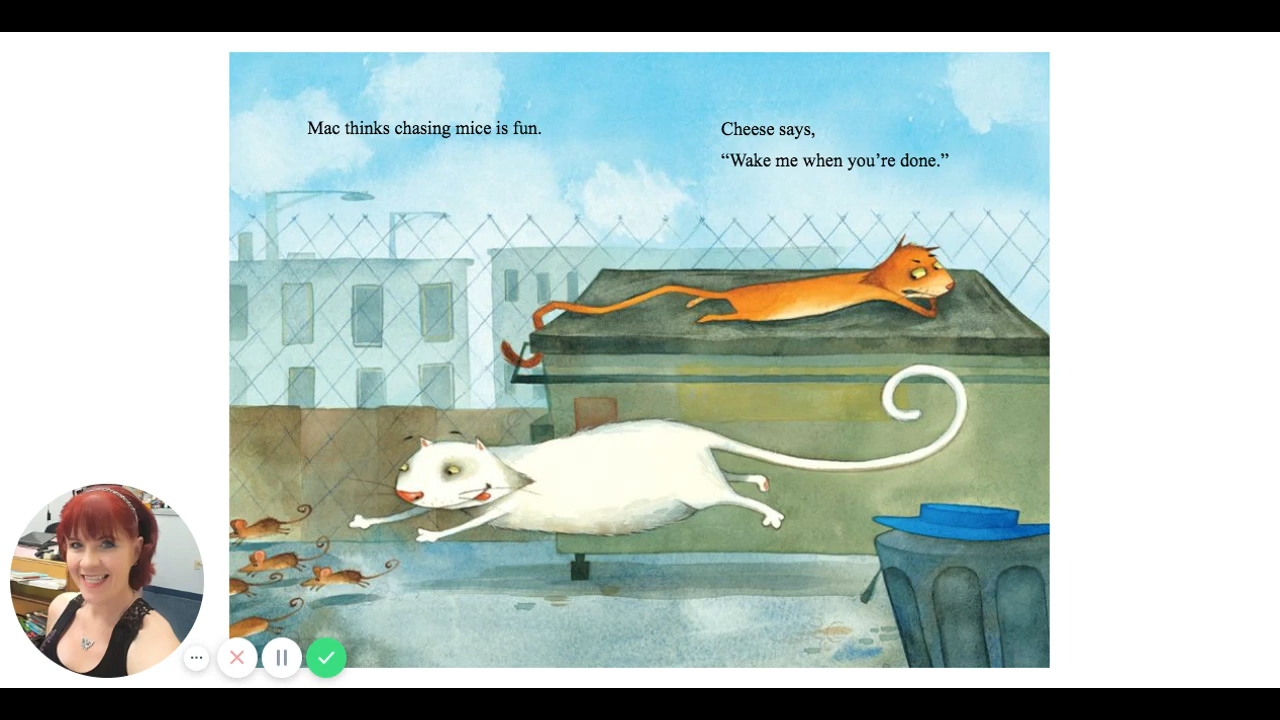 Mac thinks chasing mice is fun.
Cheese says,
“Wake me when you’re done.”